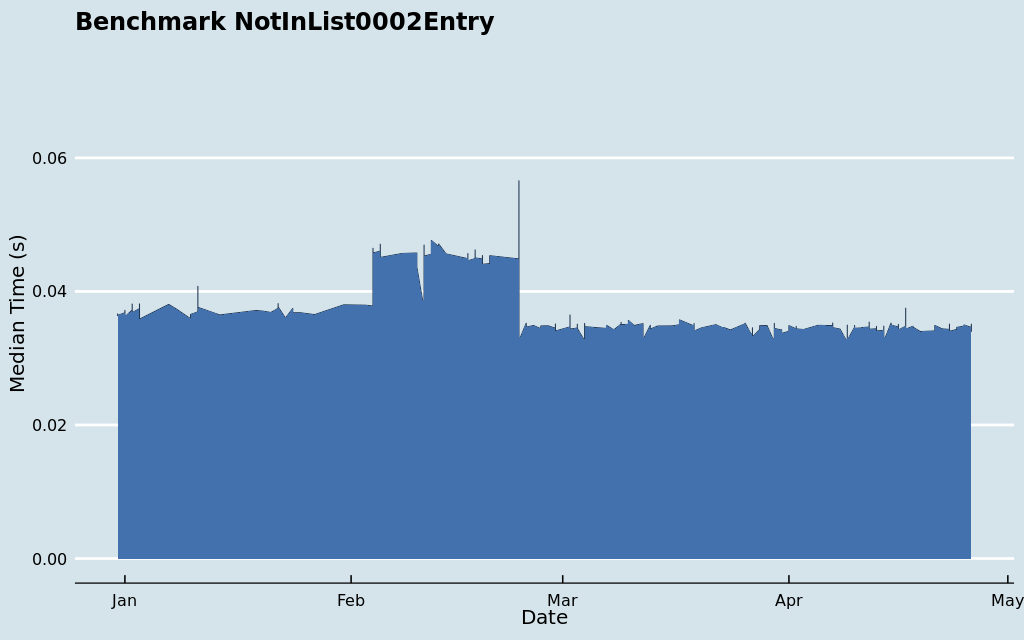 Benchmark NotInList0002Entry
Median Time (s)
0.06
0.04
0.02
0.00
Jan Feb Mar Apr May
Date